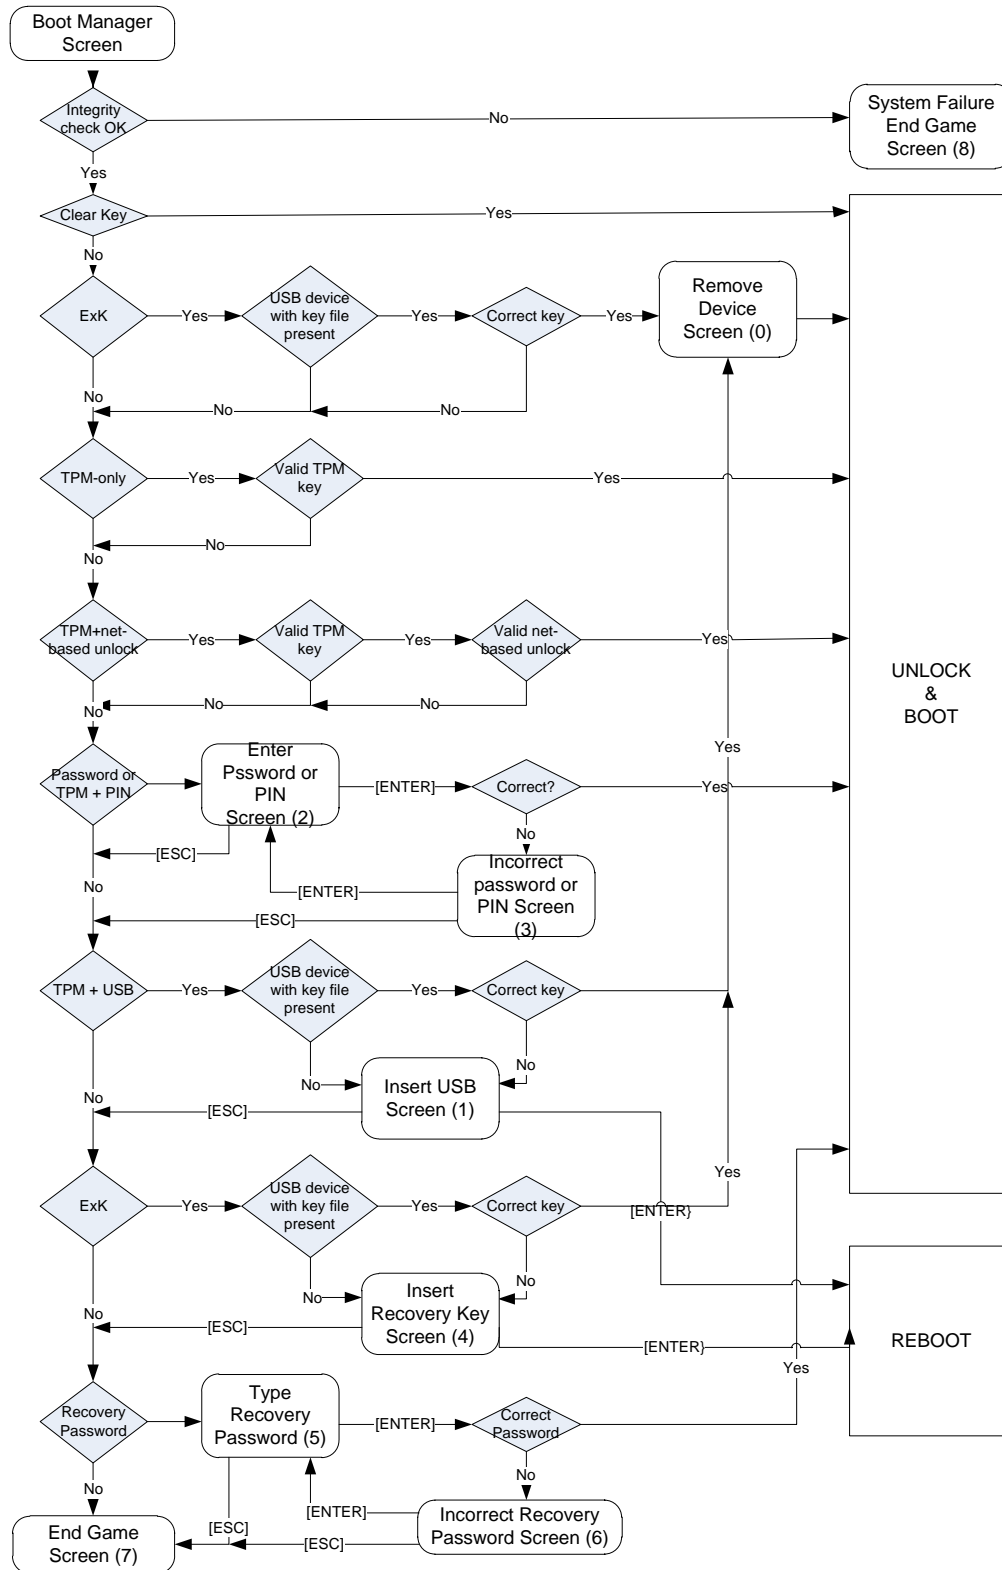 Boot Manager
Screen
Integrity
check OK
No
System Failure
End Game
Screen (8)
Yes
Clear Key
Yes
No
ExK
Yes
USB device
with key file
present
Yes
Correct key
Yes
Remove
Device
Screen (0)
No
No
No
TPM-only
Yes
Valid TPM
key
Yes
No
No
TPM+net-
based unlock
Yes
Valid TPM
key
Yes
Valid net-
based unlock
Yes
UNLOCK
&
BOOT
No
No
No
Yes
Password or
TPM + PIN
Enter
Pssword or
PIN
Screen (2)
[ENTER]
Correct?
Yes
No
[ESC]
Incorrect
password or
PIN Screen
(3)
[ENTER]
No
[ESC]
TPM + USB
Yes
USB device
with key file
present
Yes
Correct key
No
No
Insert USB
Screen (1)
No
[ESC]
Yes
ExK
Yes
USB device
with key file
present
Yes
Correct key
[ENTER}
No
No
Insert
Recovery Key
Screen (4)
No
[ESC]
[ENTER}
REBOOT
Yes
Recovery
Password
Type
Recovery
Password (5)
[ENTER]
Correct
Password
No
No
[ENTER]
Incorrect Recovery
Password Screen (6)
[ESC]
[ESC]
End Game
Screen (7)